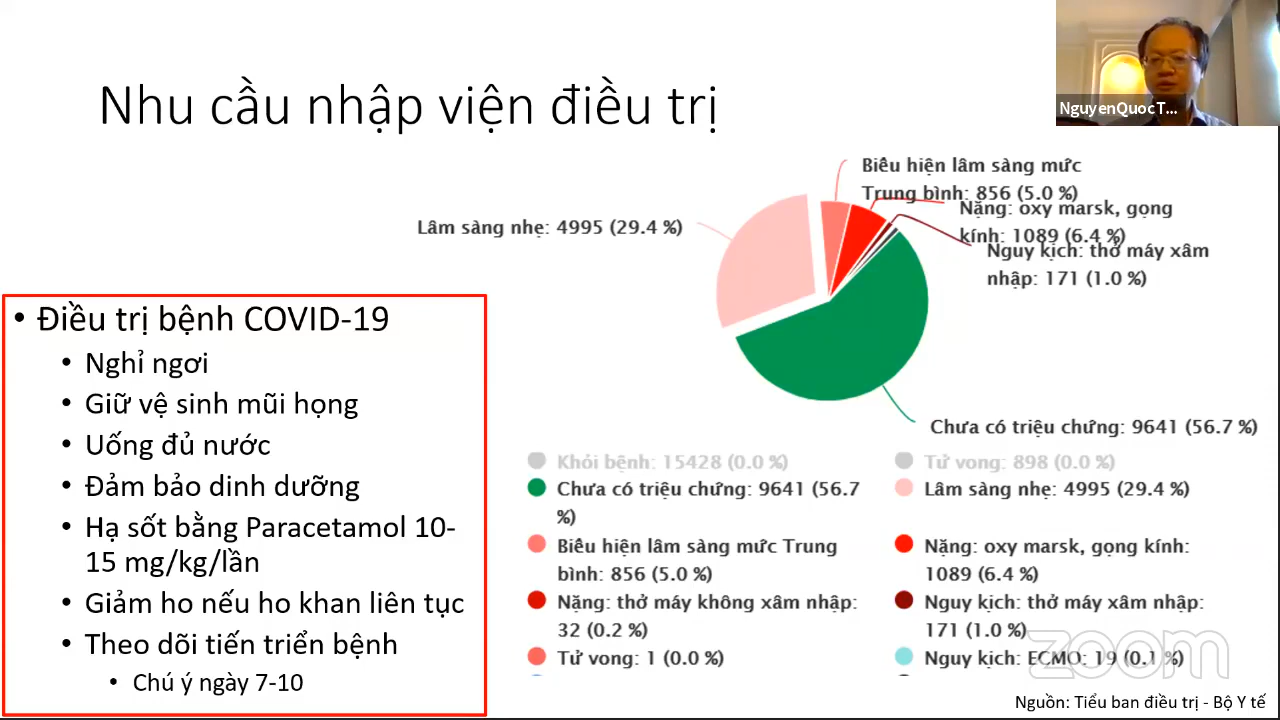 Nhu cầu nhập viện điều trị
NguyenQuocT...
Biểu hiện lâm sàng mức
Trung bình: 856 (5.0 %)
Nặng: oxy marsk, gọng
kính: 1089 (6.4 %)
Nguy kịch: thở máy xâm
nhập: 171 (1.0 %)
Lâm sàng nhẹ: 4995 (29.4 %)
Chưa có triệu chứng: 9641 (56.7 %)
• Điều trị bệnh COVID-19
• Nghỉ ngơi
• Giữ vệ sinh mũi họng
• Uống đủ nước
• Đảm bảo dinh dưỡng
• Hạ sốt bằng Paracetamol 10-
15 mg/kg/lần
• Giảm ho nếu ho khan liên tục
• Theo dõi tiến triển bệnh
• Chú ý ngày 7-10
Khỏi bệnh: 15428 (0.0 %)
Tử vong: 898 (0.0 %)
Chưa có triệu chứng: 9641 (56.7
%)
Lâm sàng nhẹ: 4995 (29.4 %)
Biểu hiện lâm sàng mức Trung
bình: 856 (5.0 %)
Nặng: oxy marsk, gọng kính:
1089 (6.4 %)
Nặng: thở máy không xâm nhập:
32 (0.2 %)
Nguy kịch: thở máy xâm nhập:
171 (1.0 %)
Tử vong: 1 (0.0 %)
Nguy kịch: ECMO: 19 (0.1 %)
zoom
Nguồn: Tiểu ban điều trị - Bộ Y tế